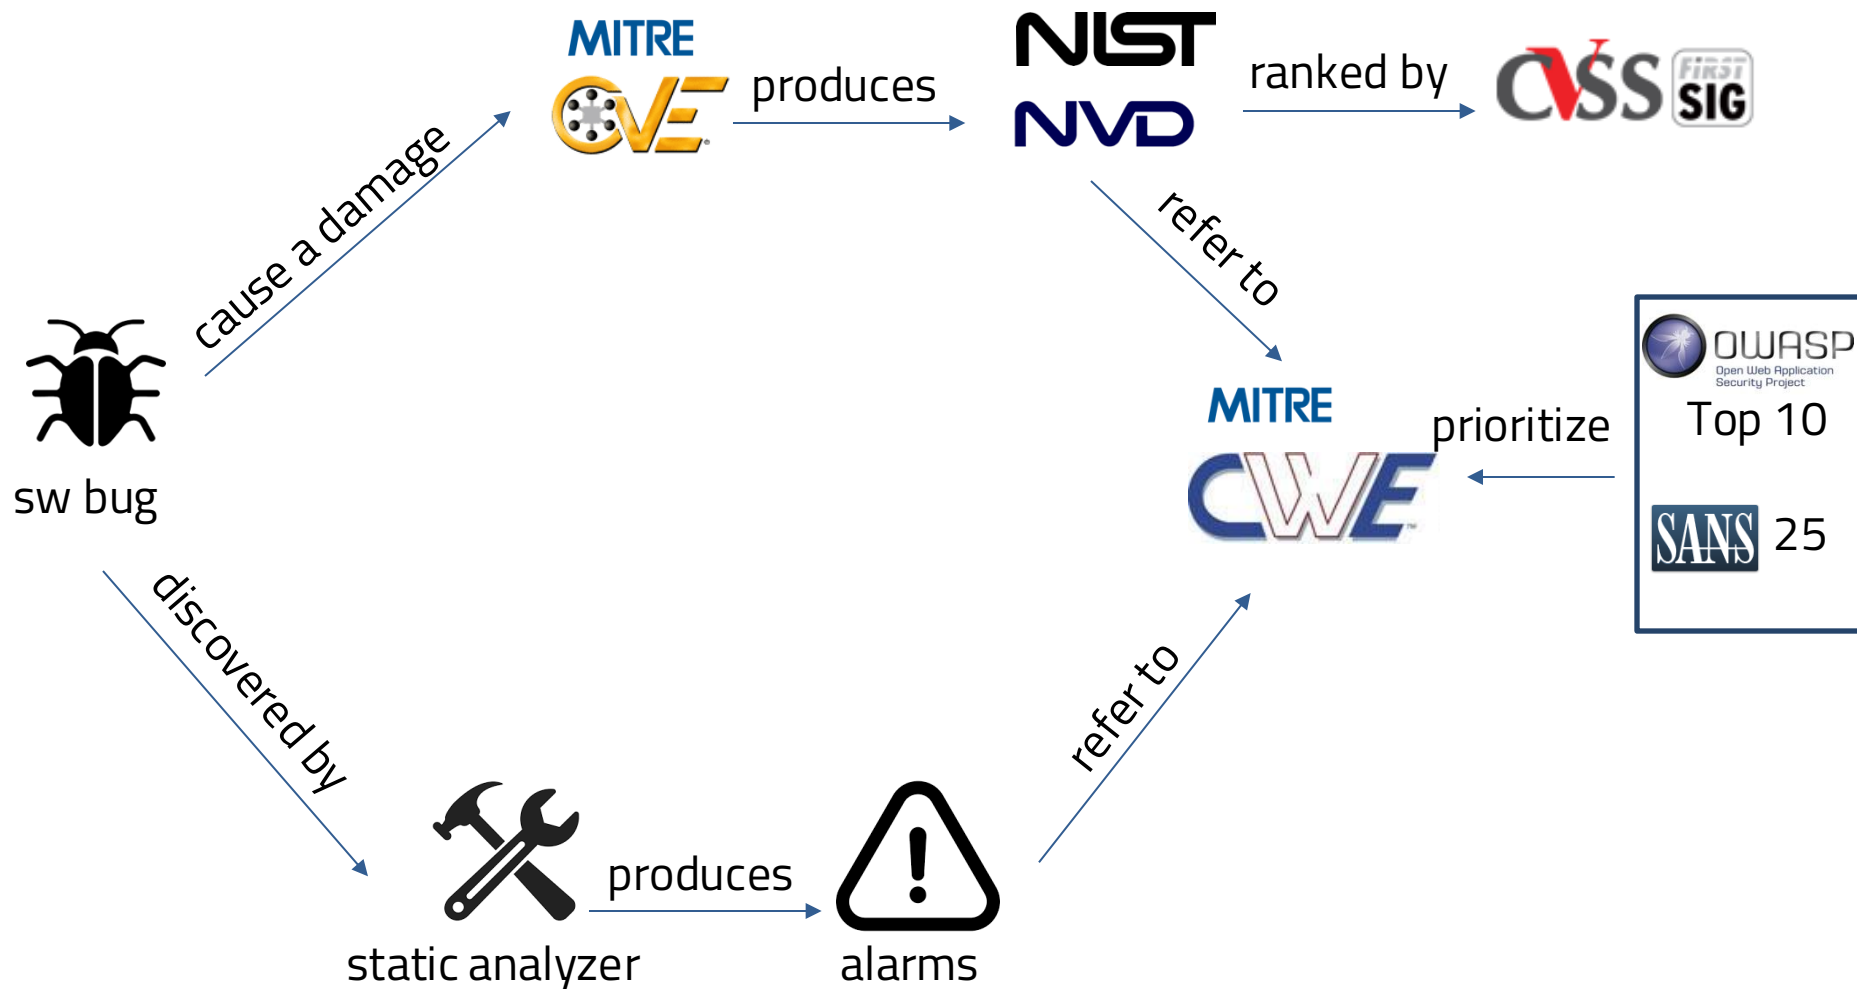 MITRE
CVE
produces
NIST
NVD
ranked by
CVSS
FIRST
SIG
cause a damage
refer to
sw bug
MITRE
CWE
prioritize
OWASP
Open Web Application
Security Project
Top 10
SANS 25
discovered by
refer to
static analyzer
produces
alarms